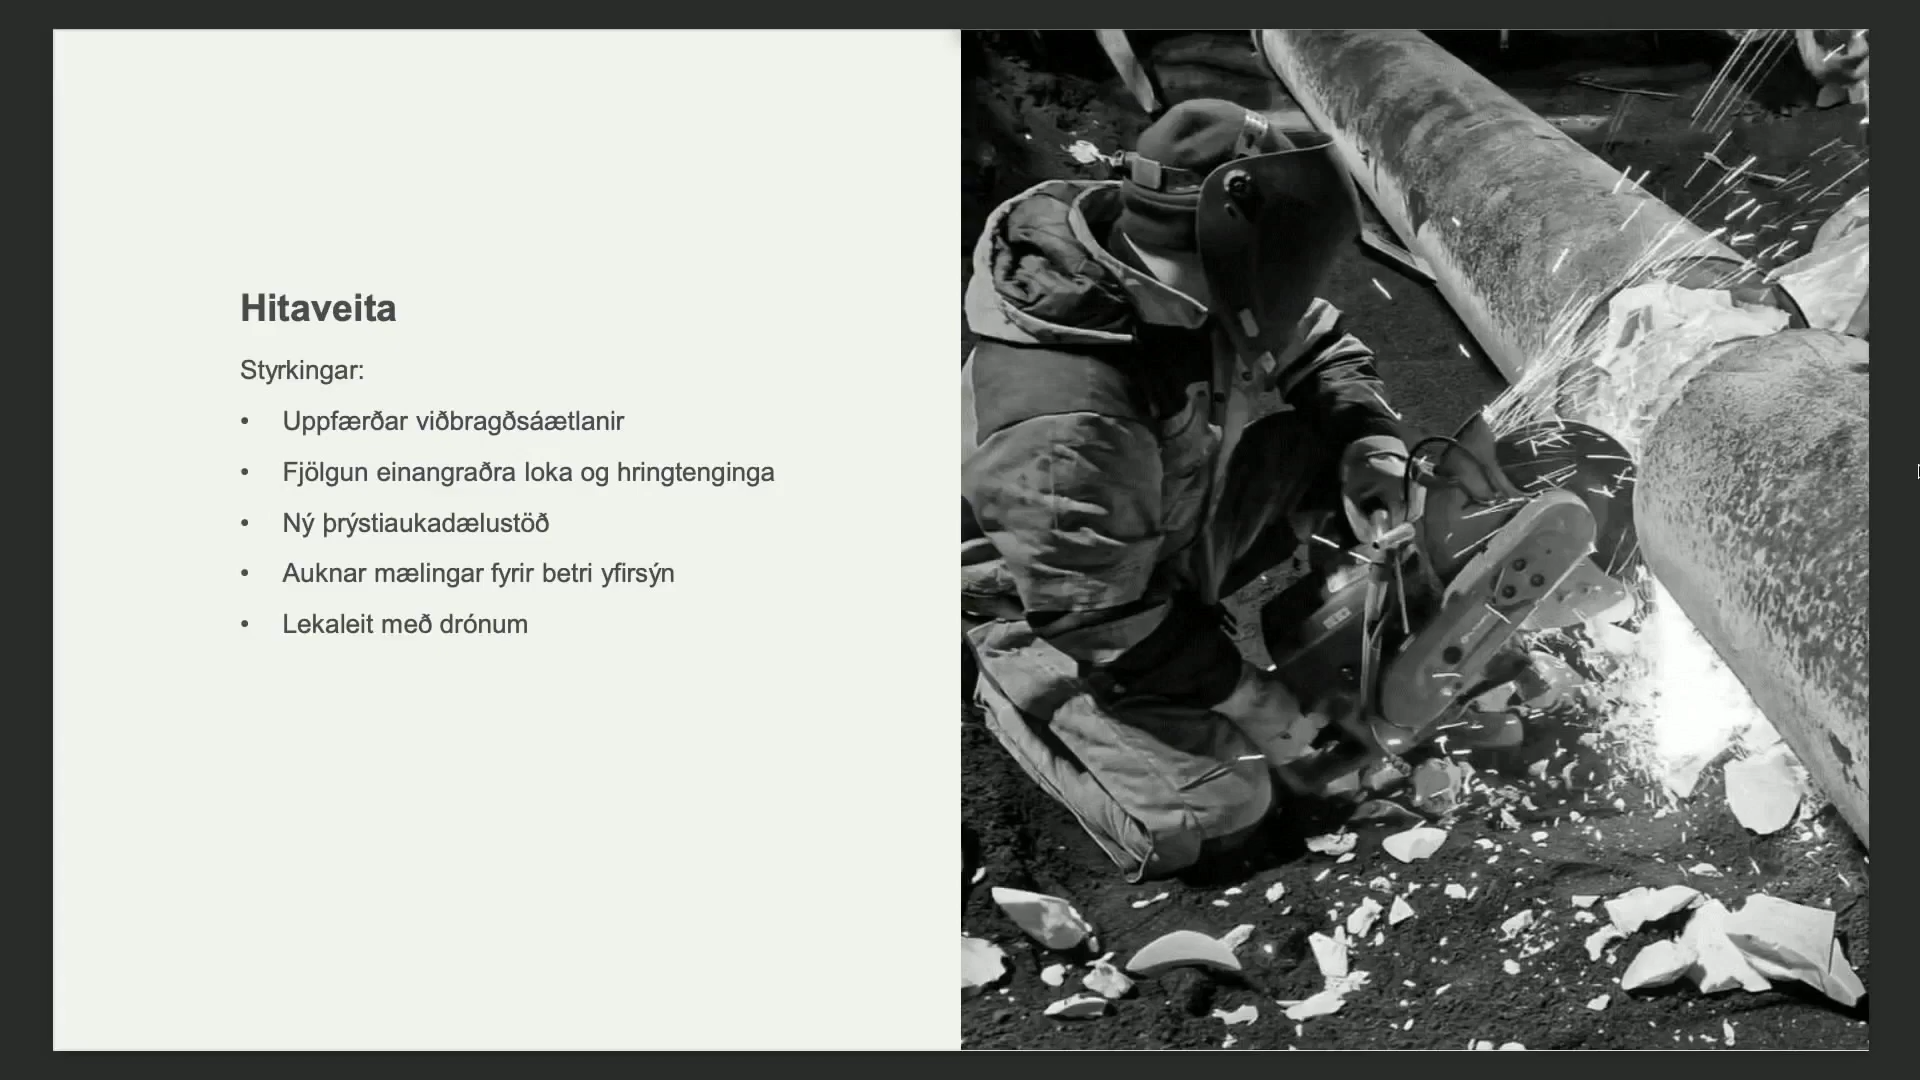 Hitaveita
Styrkingar:
• Uppfærðar viðbragðsáætlanir
• Fjölgun einangraðra loka og hringtenginga
• Ný þrýstiaukadælustöð
• Auknar mælingar fyrir betri yfirsýn
• Lekaleit með drónum